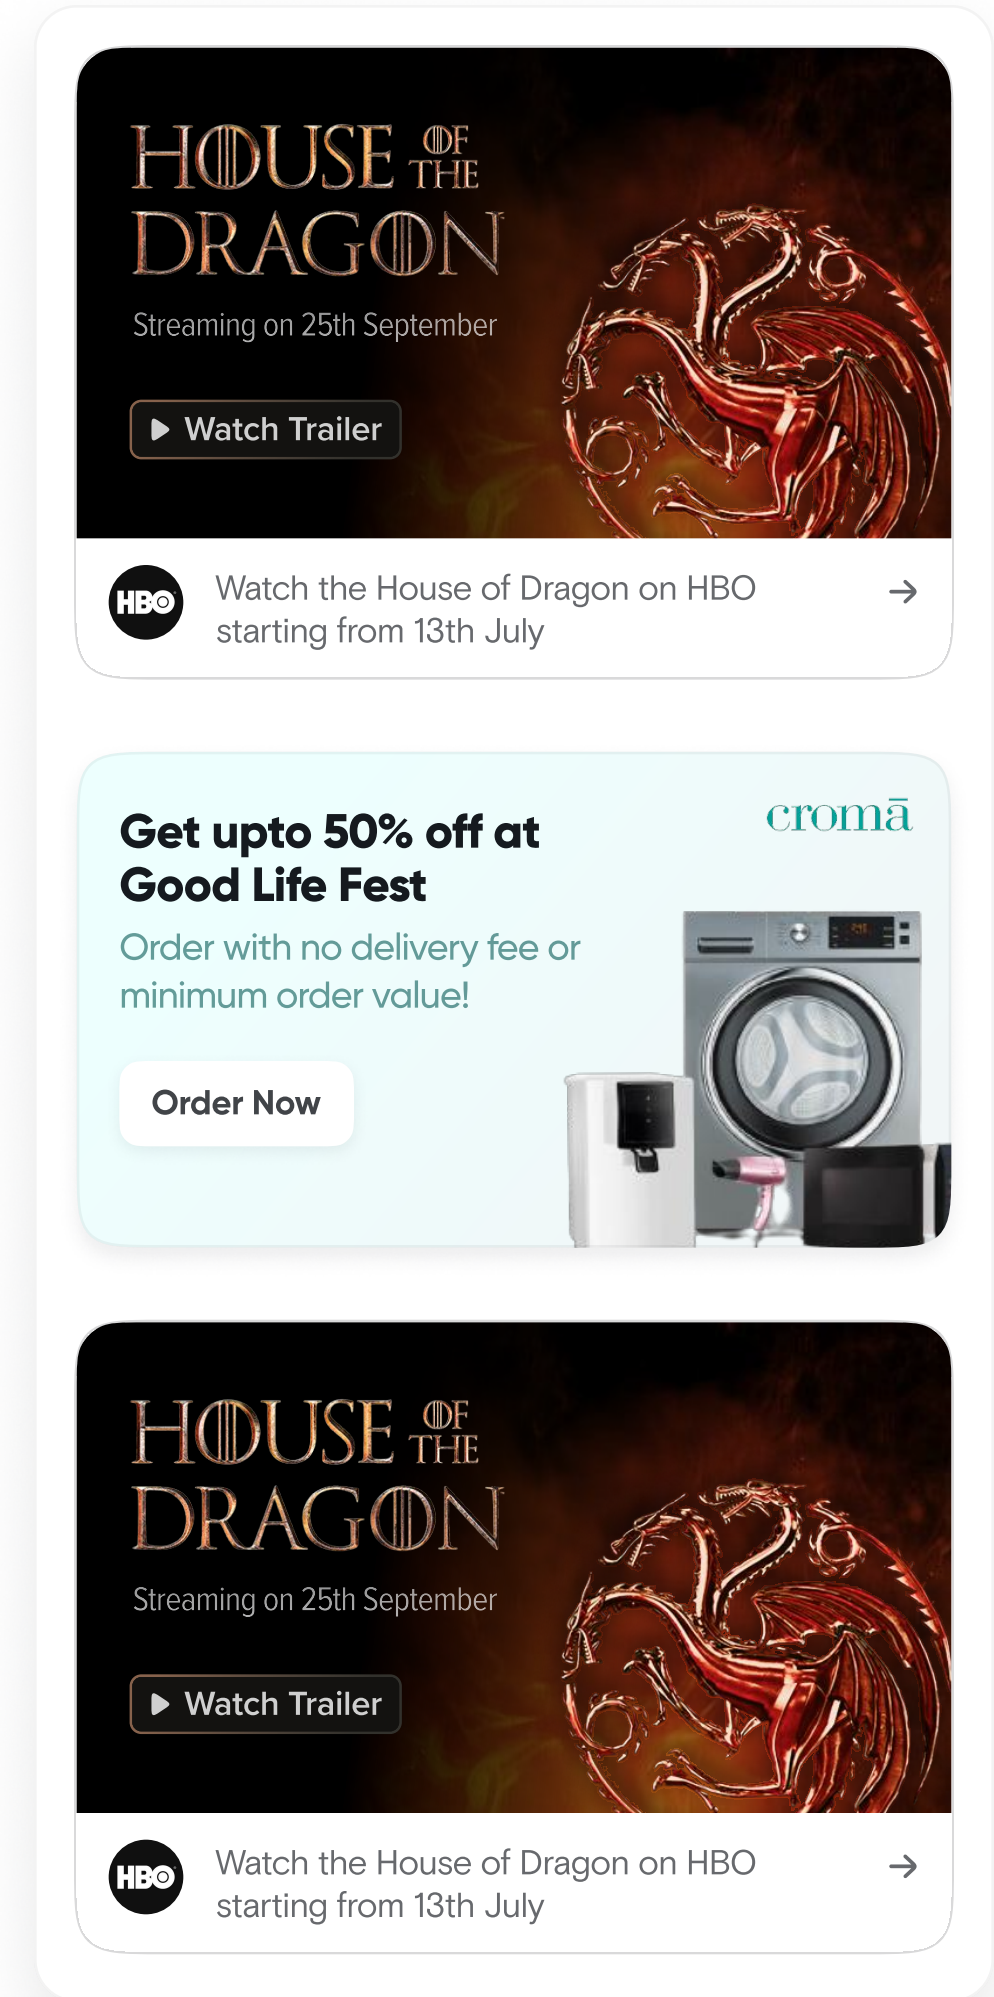 HOUSE OF THE
DRAGON
Streaming on 25th September
Watch Trailer
HBO
Watch the House of Dragon on HBO
starting from 13th July
cromā
Get upto 50% off at
Good Life Fest
Order with no delivery fee or
minimum order value!
Order Now
HOUSE OF THE
DRAGON
Streaming on 25th September
Watch Trailer
HBO
Watch the House of Dragon on HBO
starting from 13th July